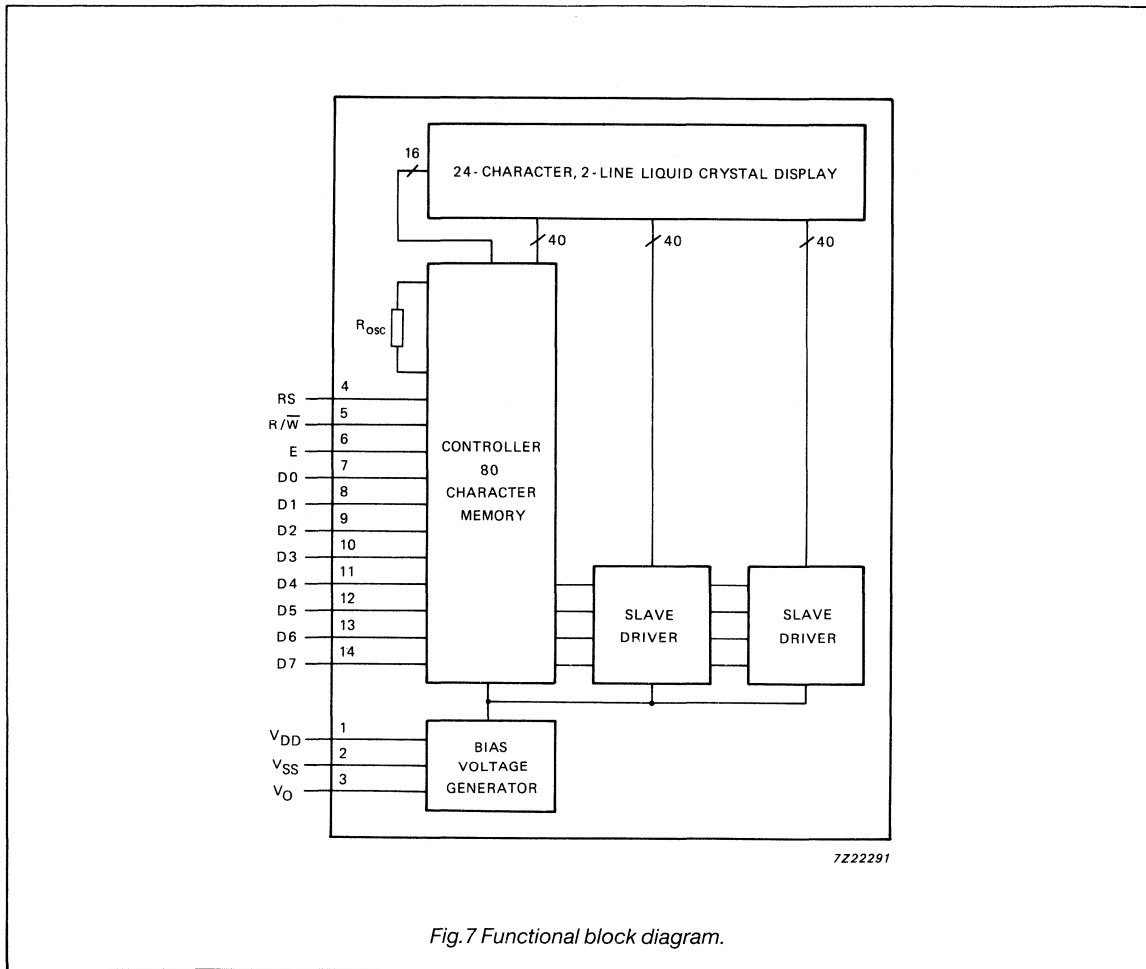 16
24-CHARACTER, 2-LINE LIQUID CRYSTAL DISPLAY
40
40
40
Rosc
RS
4
R/W̅
5
E
6
D0
7
D1
8
D2
9
D3
10
D4
11
D5
12
D6
13
D7
14
CONTROLLER
80
CHARACTER
MEMORY
SLAVE
DRIVER
SLAVE
DRIVER
VDD
1
VSS
2
VO
3
BIAS
VOLTAGE
GENERATOR
7Z22291
Fig.7 Functional block diagram.